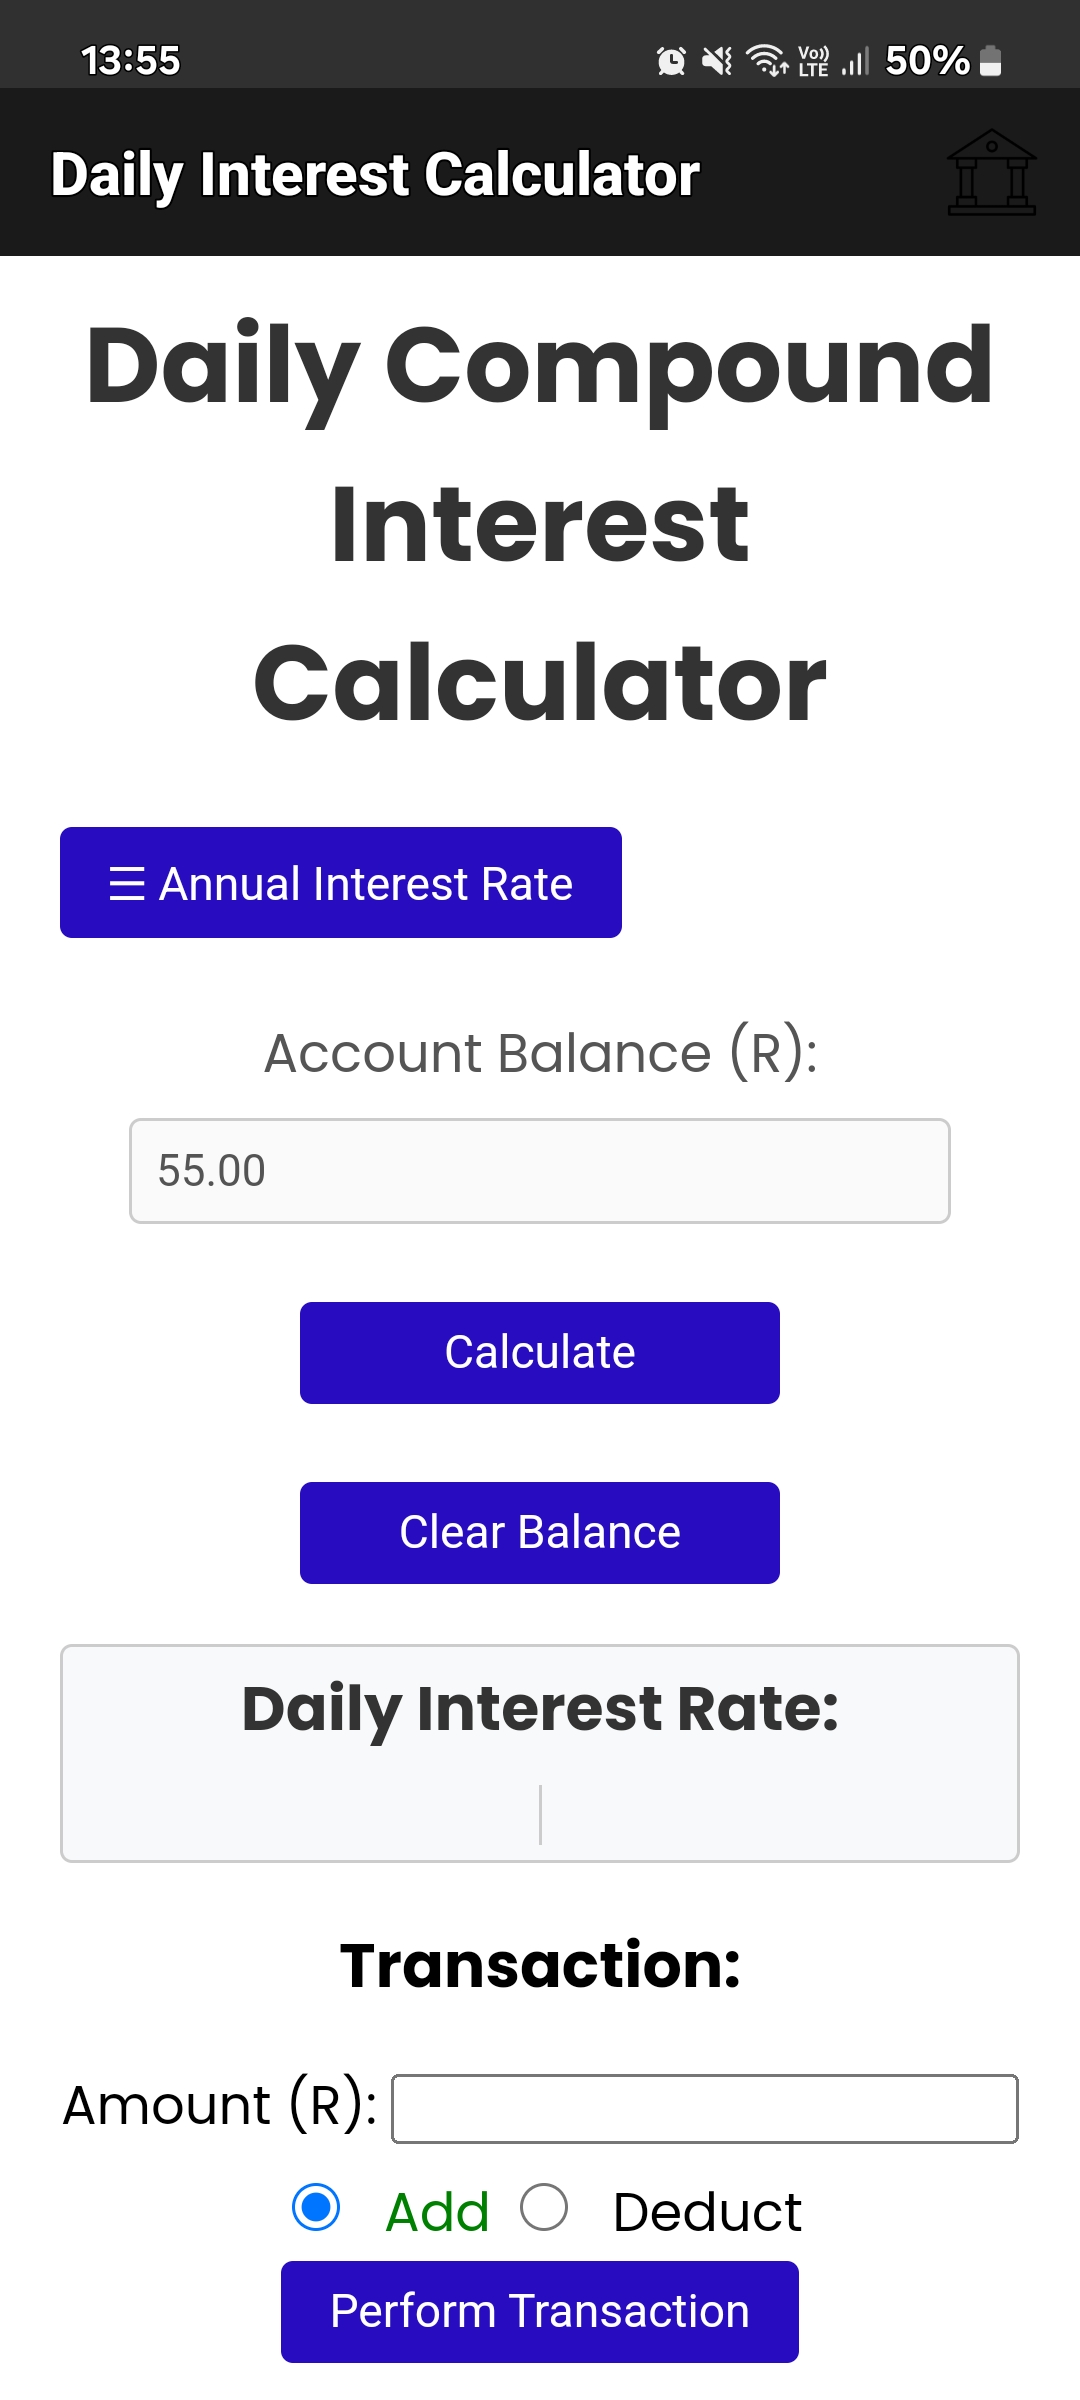 13:55 Vo)) LTE 50%
Daily Interest Calculator
Daily Compound
Interest
Calculator
☰ Annual Interest Rate
Account Balance (R):
55.00
Calculate
Clear Balance
Daily Interest Rate:
Transaction:
Amount (R):
Add Deduct
Perform Transaction